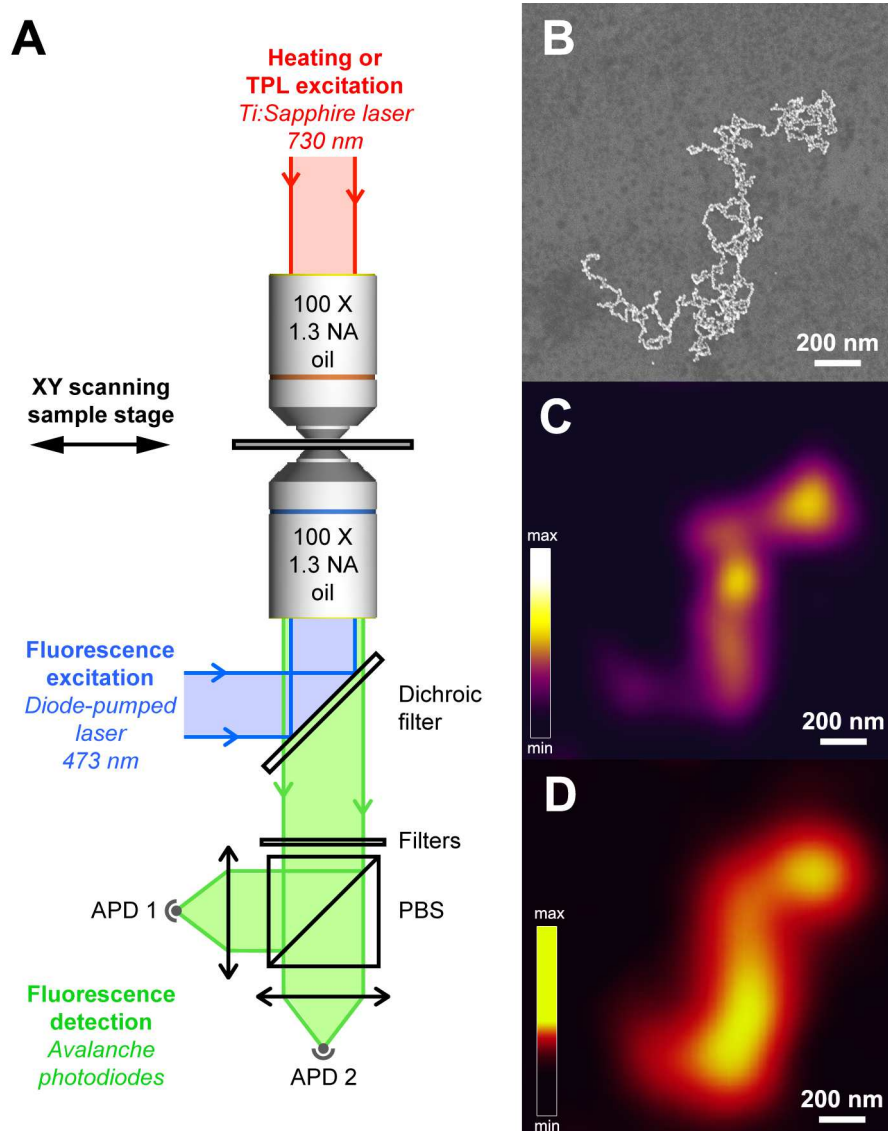 A
Heating or
TPL excitation
Ti:Sapphire laser
730 nm
100 X
1.3 NA
oil
XY scanning
sample stage
100 X
1.3 NA
oil
Fluorescence
excitation
Diode-pumped
laser
473 nm
Dichroic
filter
Filters
APD 1
PBS
Fluorescence
detection
Avalanche
photodiodes
APD 2
B
200 nm
C
max
min
200 nm
D
max
min
200 nm